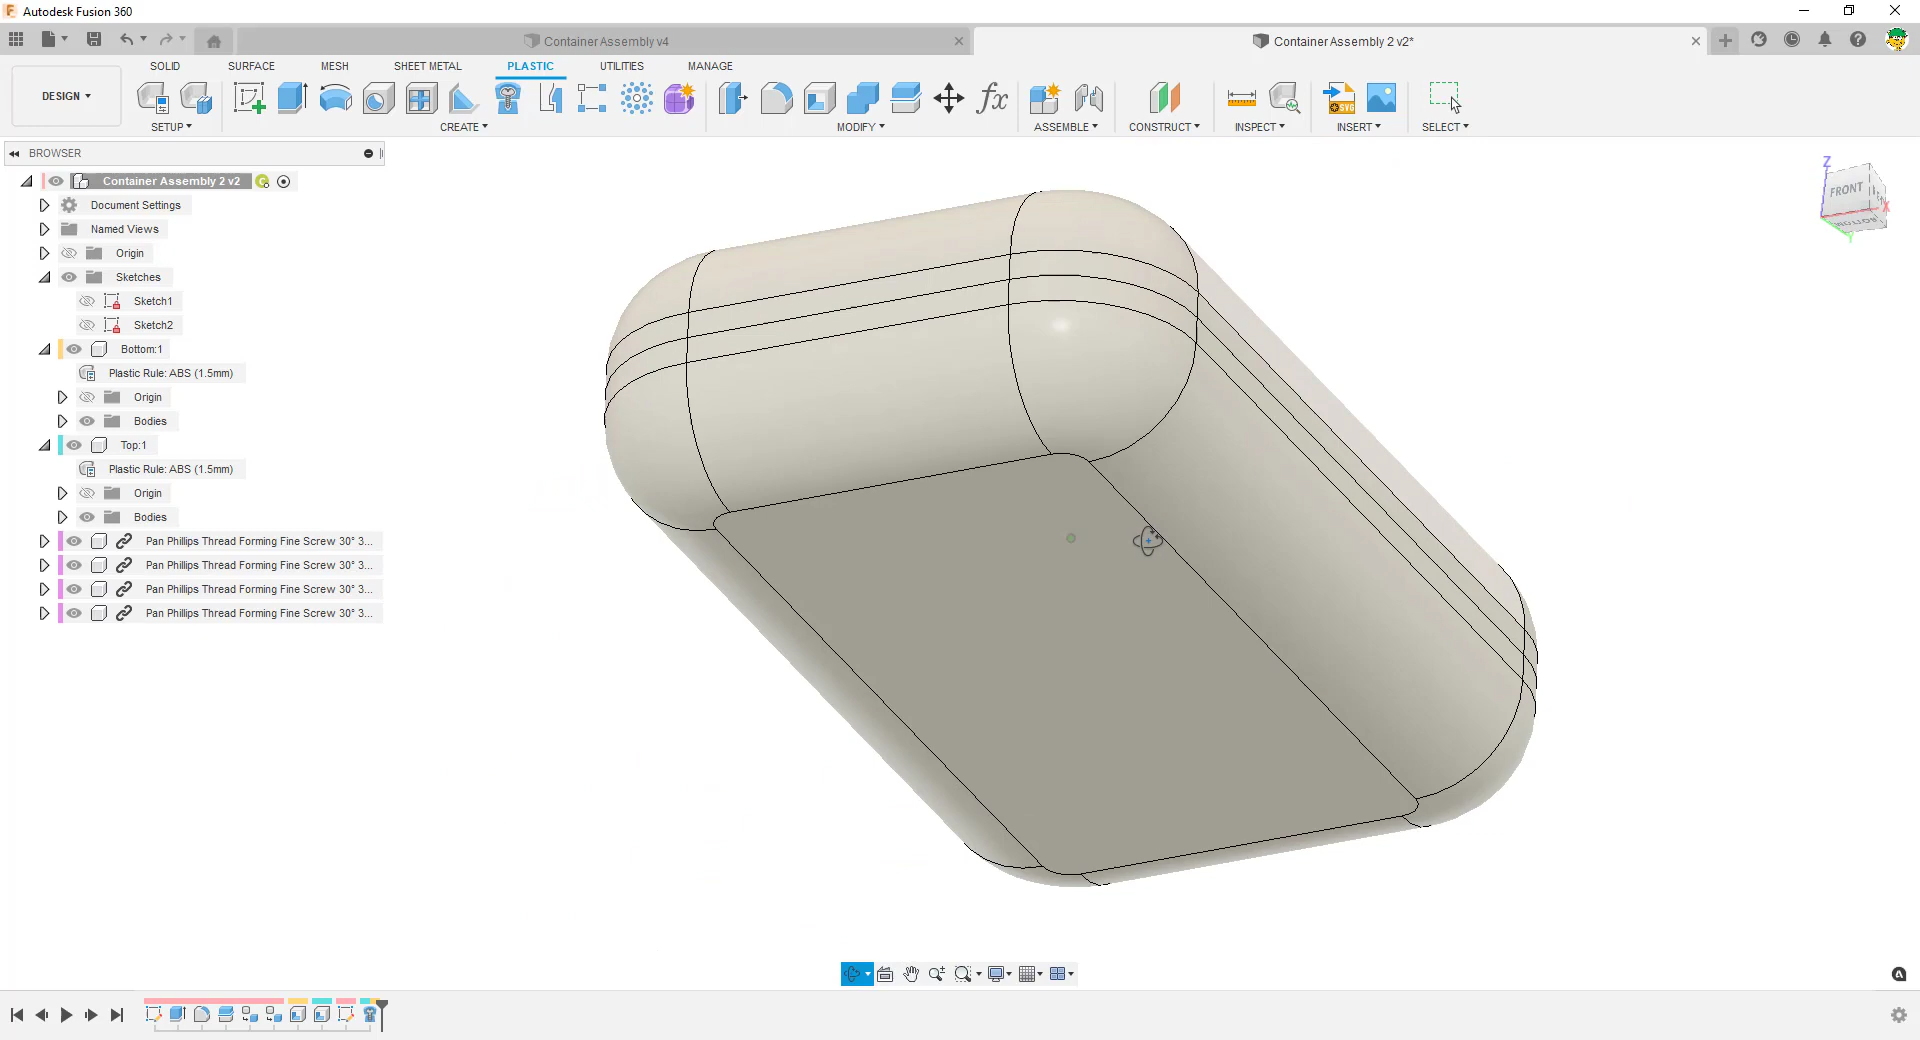 Autodesk Fusion 360
Container Assembly v4
Container Assembly 2 v2*
SOLID SURFACE MESH SHEET METAL PLASTIC UTILITIES MANAGE
DESIGN
SETUP CREATE MODIFY ASSEMBLE CONSTRUCT INSPECT INSERT SELECT
BROWSER
Container Assembly 2 v2
Document Settings
Named Views
Origin
Sketches
Sketch1
Sketch2
Bottom:1
Plastic Rule: ABS (1.5mm)
Origin
Bodies
Top:1
Plastic Rule: ABS (1.5mm)
Origin
Bodies
Pan Phillips Thread Forming Fine Screw 30° 3...
Pan Phillips Thread Forming Fine Screw 30° 3...
Pan Phillips Thread Forming Fine Screw 30° 3...
Pan Phillips Thread Forming Fine Screw 30° 3...
Z
FRONT
X
BOTTOM
Y